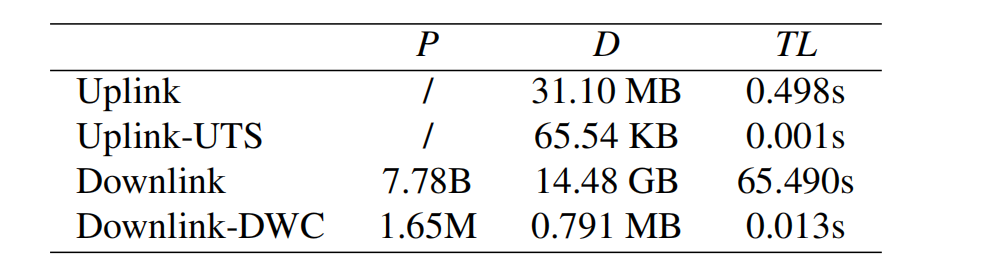 P D TL
Uplink / 31.10 MB 0.498s
Uplink-UTS / 65.54 KB 0.001s
Downlink 7.78B 14.48 GB 65.490s
Downlink-DWC 1.65M 0.791 MB 0.013s